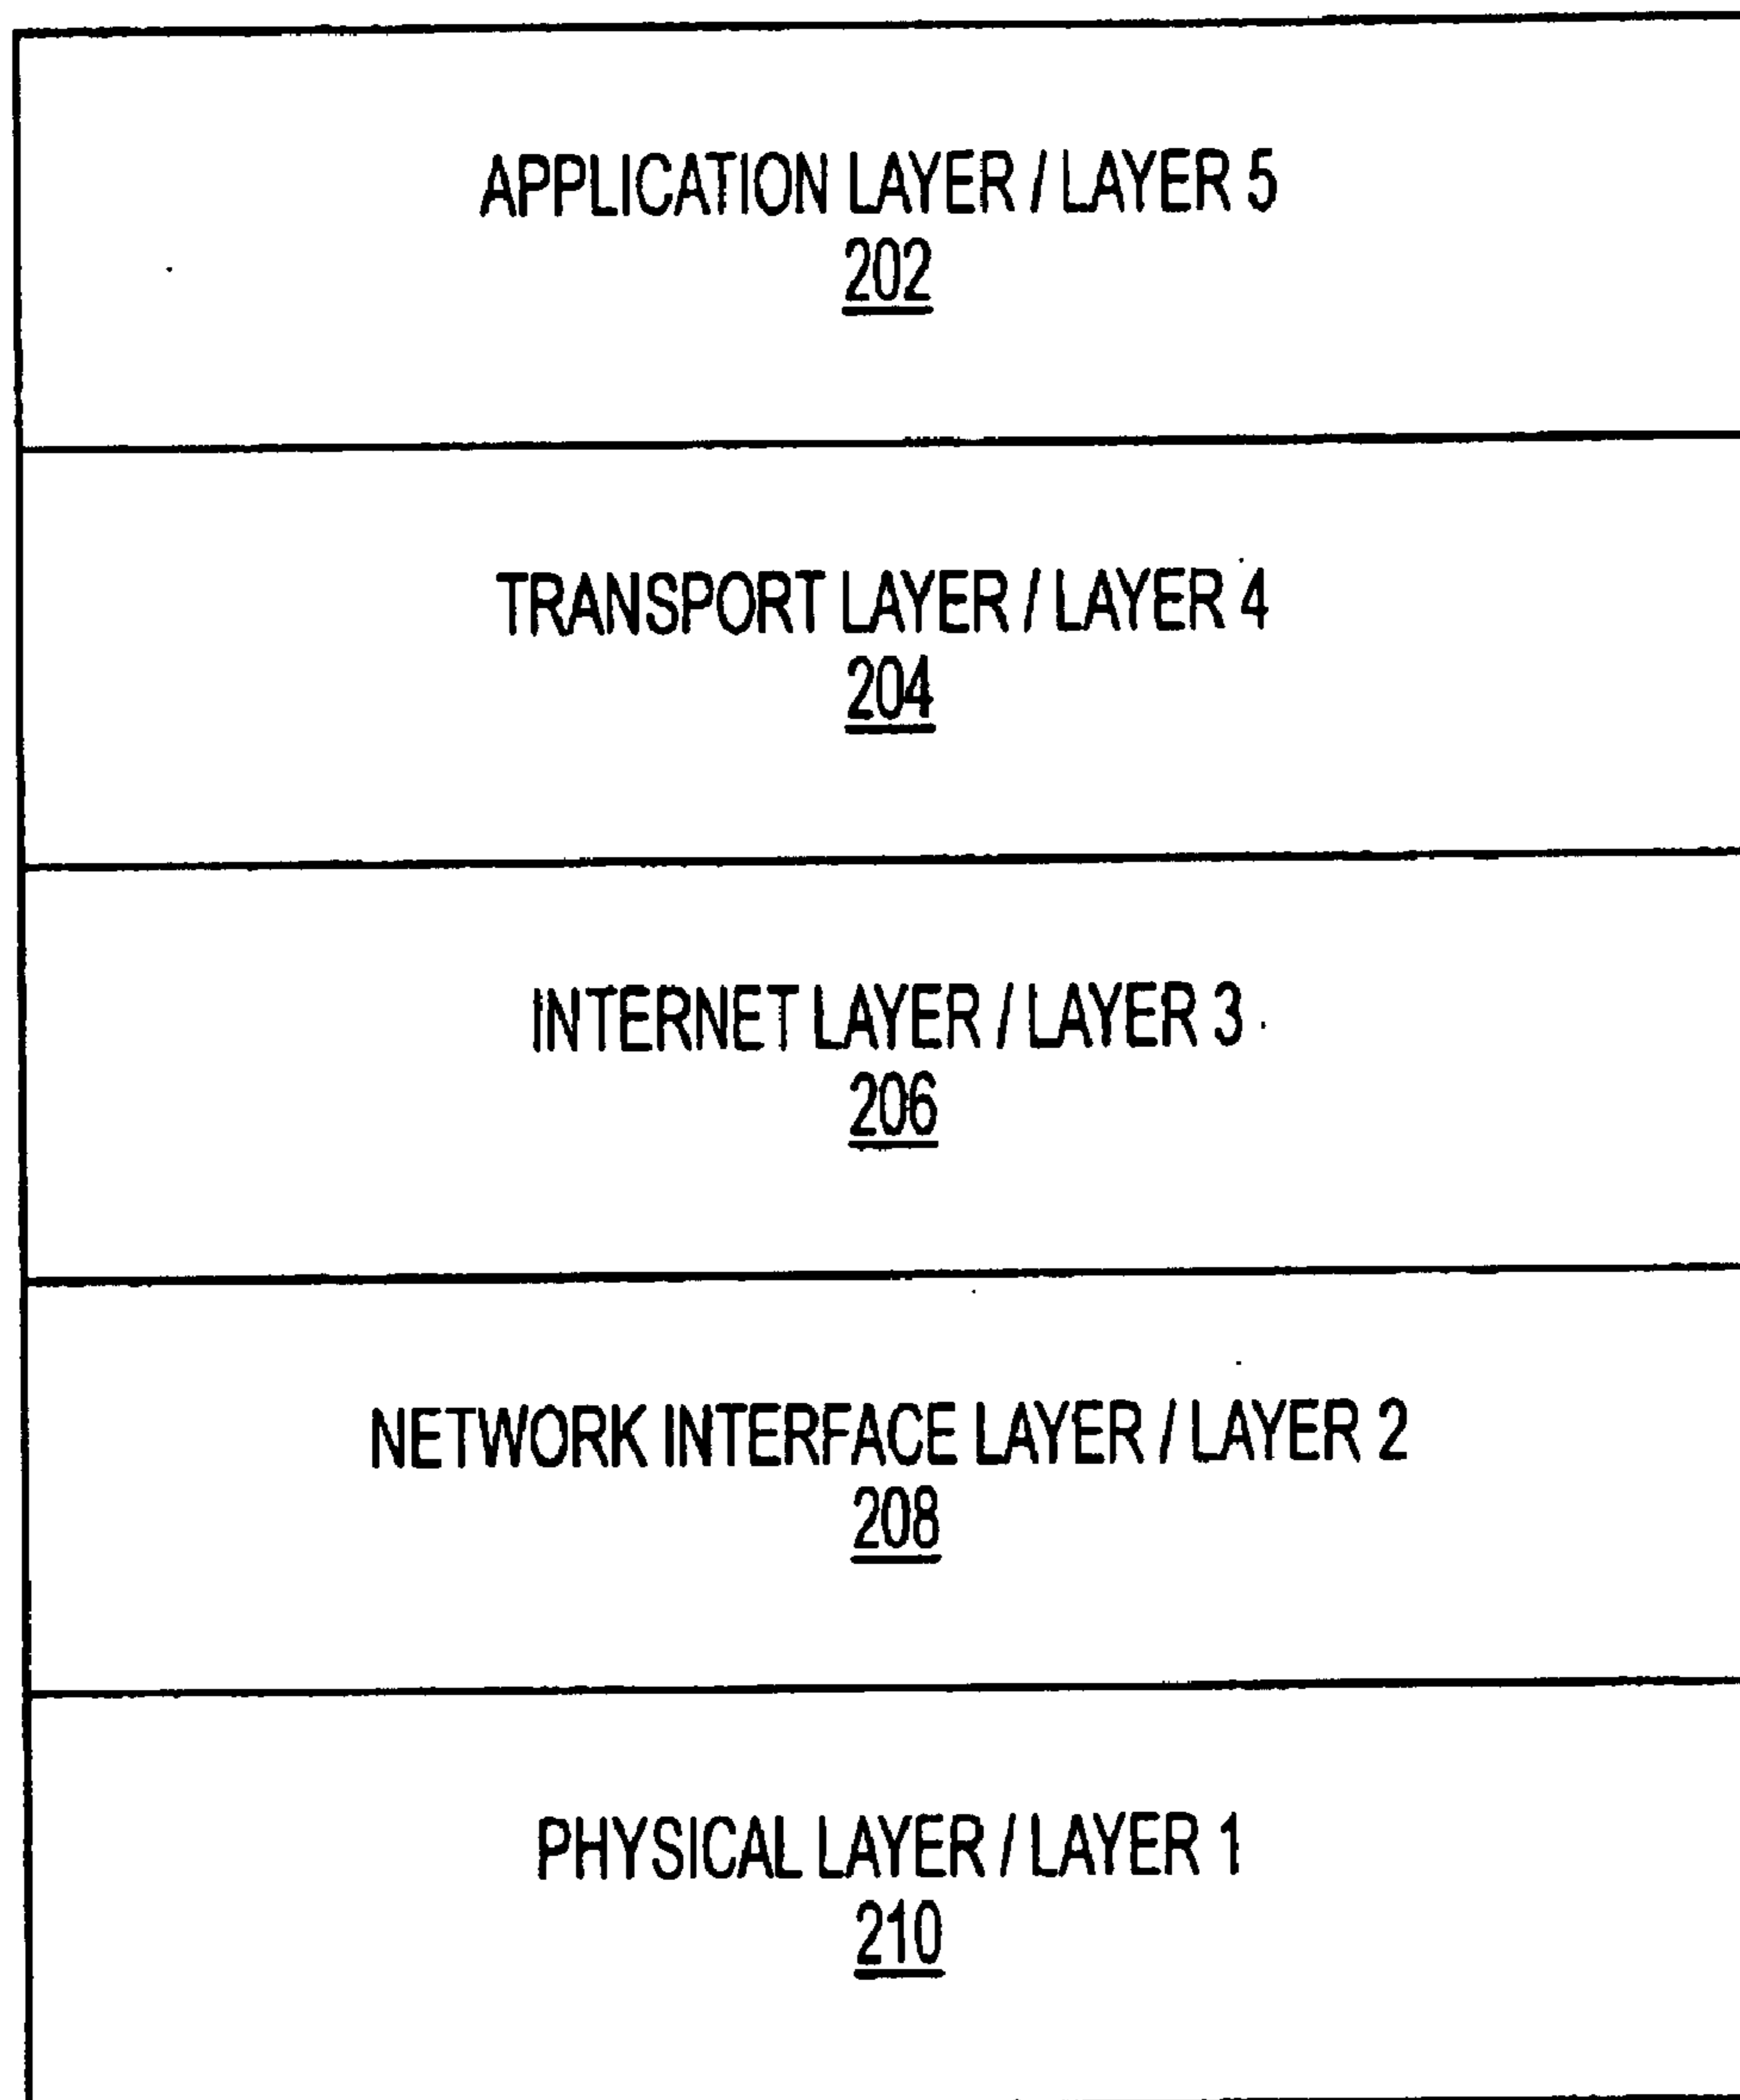 APPLICATION LAYER / LAYER 5
202
TRANSPORT LAYER / LAYER 4
204
INTERNET LAYER / LAYER 3
206
NETWORK INTERFACE LAYER / LAYER 2
208
PHYSICAL LAYER / LAYER 1
210